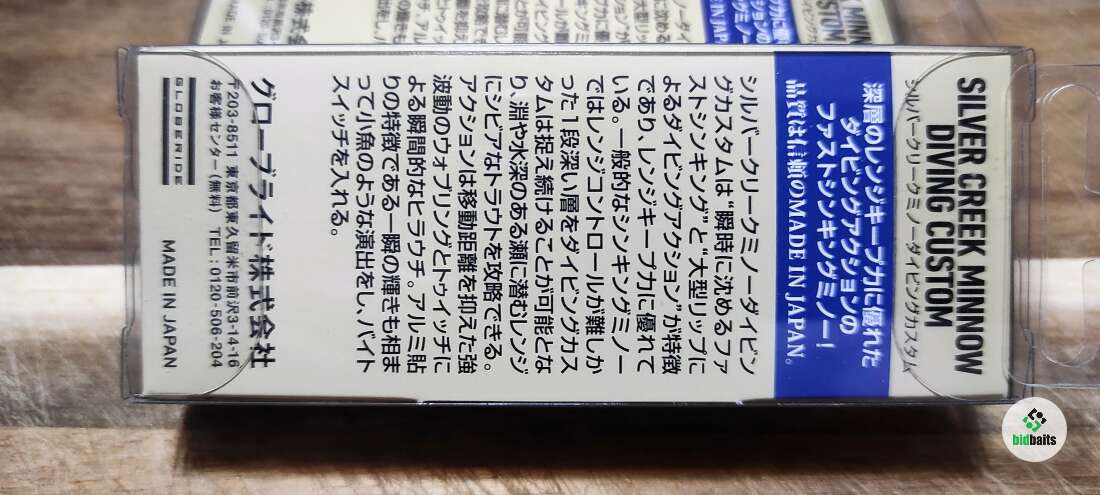 SILVER CREEK MINNOW
DIVING CUSTOM
シルバークリークミノーダイビングカスタム
深層のレンジキープ力に優れた
ダイビングアクションの
ファストシンキングミノー!
品質は信頼のMADE IN JAPAN。
シルバークリークミノーダイビン
グカスタムは“瞬時に沈めるファ
ストシンキング”と“大型リップに
よるダイビングアクション”が特徴
であり、レンジキープ力に優れて
いる。一般的なシンキングミノー
ではレンジコントロールが難しか
った1段深い層をダイビングカス
タムは捉え続けることが可能とな
り、淵や水深のある瀬に潜むレンジ
にシビアなトラウトを攻略できる。
アクションは移動距離を抑えた強
波動のウォブリングとトゥイッチに
よる瞬間的なヒラウチ。アルミ貼
りの特徴である一瞬の輝きも相ま
って小魚のような演出をし、バイト
スイッチを入れる。
グローブライド株式会社
GLOBERIDE
〒203-8511 東京都東久留米市前沢3-14-16
お客様センター(無料) TEL:0120-506-204
MADE IN JAPAN
bidbaits